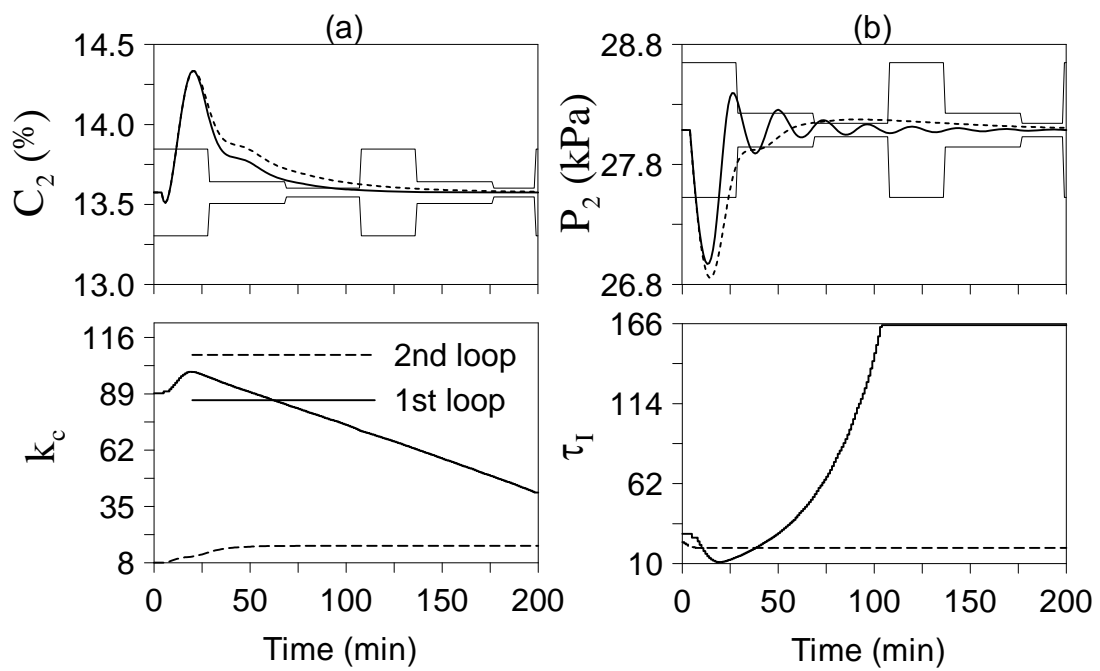 (a)
(b)
C2 (%)
14.5
14.0
13.5
13.0
P2 (kPa)
28.8
27.8
26.8
kc
116
89
62
35
8
2nd loop
1st loop
τI
166
114
62
10
0 50 100 150 200
0 50 100 150 200
Time (min)
Time (min)